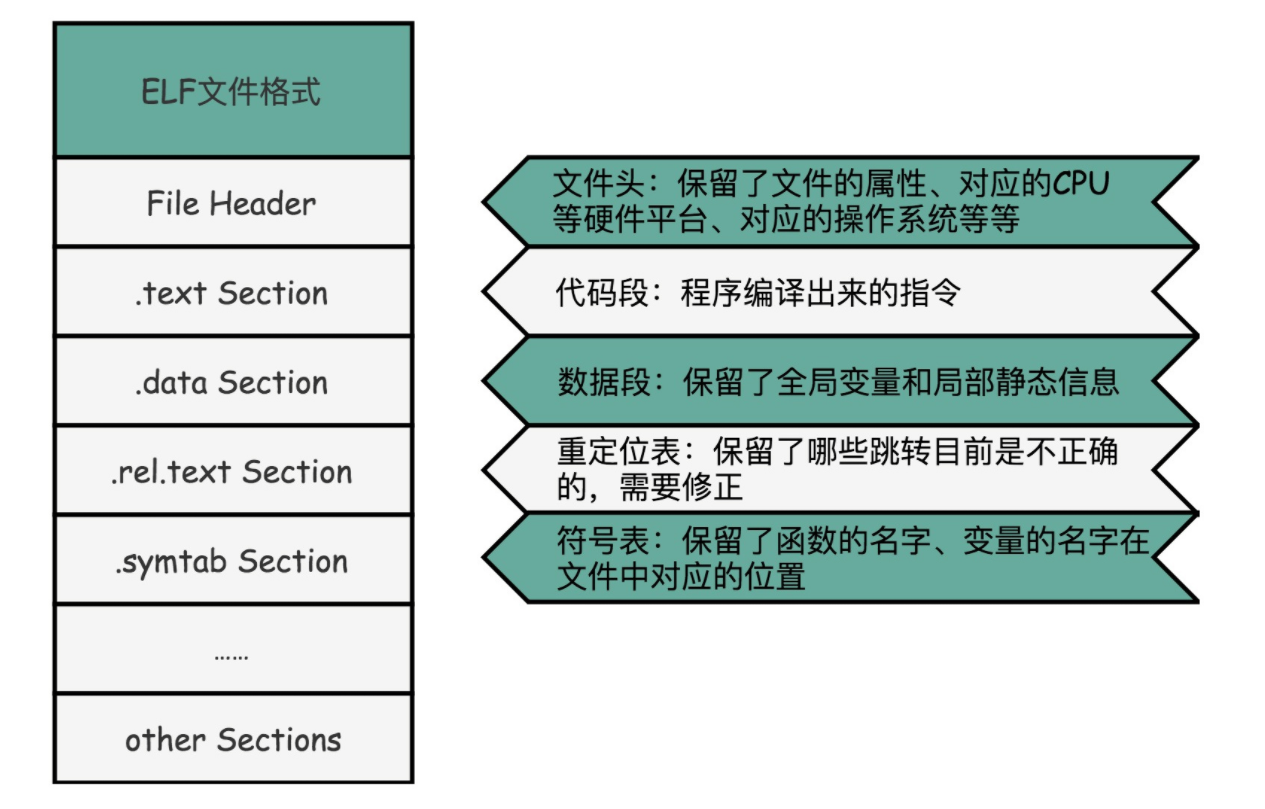 ELF文件格式
File Header
文件头：保留了文件的属性、对应的CPU
等硬件平台、对应的操作系统等等
.text Section
代码段：程序编译出来的指令
.data Section
数据段：保留了全局变量和局部静态信息
.rel.text Section
重定位表：保留了哪些跳转目前是不正确
的，需要修正
.symtab Section
符号表：保留了函数的名字、变量的名字在
文件中对应的位置
……
other Sections